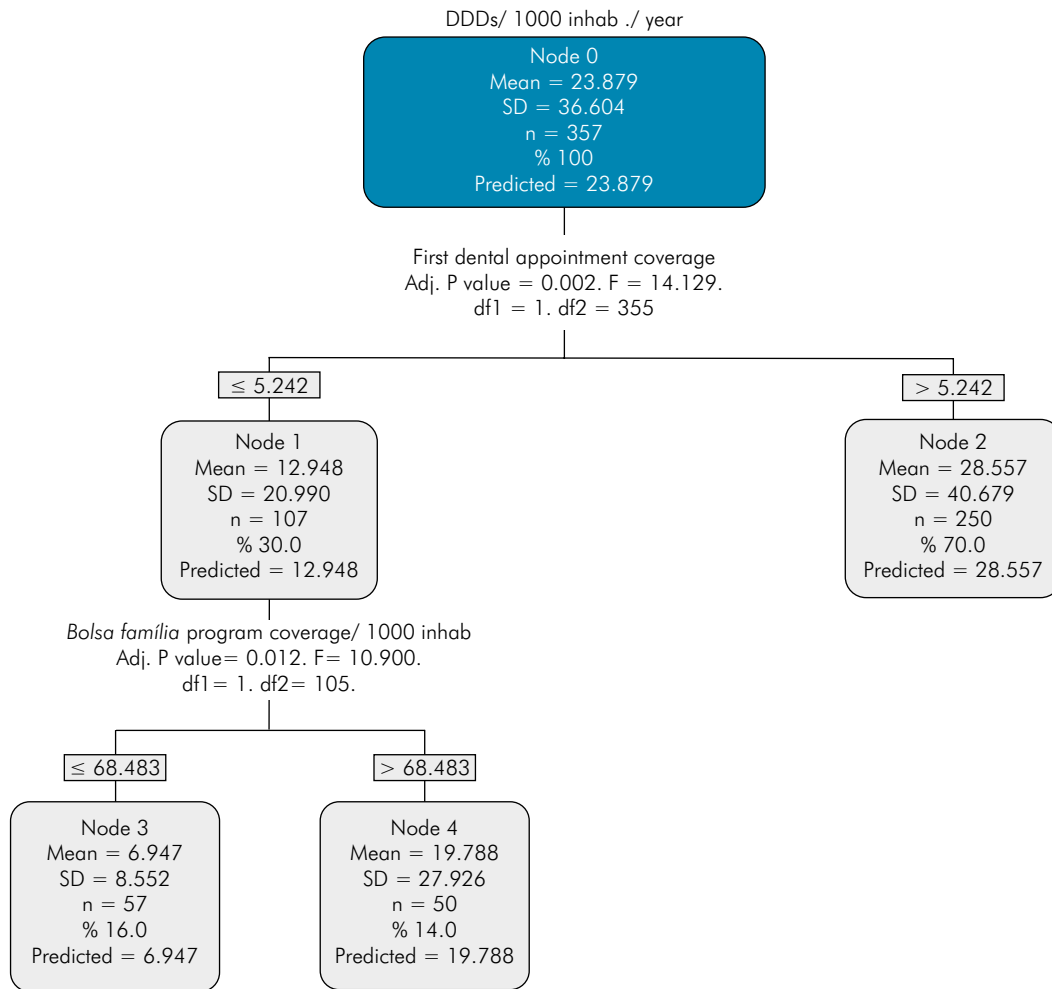 DDDs/ 1000 inhab ./ year
Node 0
Mean = 23.879
SD = 36.604
n = 357
% 100
Predicted = 23.879
First dental appointment coverage
Adj. P value = 0.002. F = 14.129.
df1 = 1. df2 = 355
≤ 5.242
> 5.242
Node 1
Mean = 12.948
SD = 20.990
n = 107
% 30.0
Predicted = 12.948
Node 2
Mean = 28.557
SD = 40.679
n = 250
% 70.0
Predicted = 28.557
Bolsa família program coverage/ 1000 inhab
Adj. P value= 0.012. F= 10.900.
df1= 1. df2= 105.
≤ 68.483
> 68.483
Node 3
Mean = 6.947
SD = 8.552
n = 57
% 16.0
Predicted = 6.947
Node 4
Mean = 19.788
SD = 27.926
n = 50
% 14.0
Predicted = 19.788